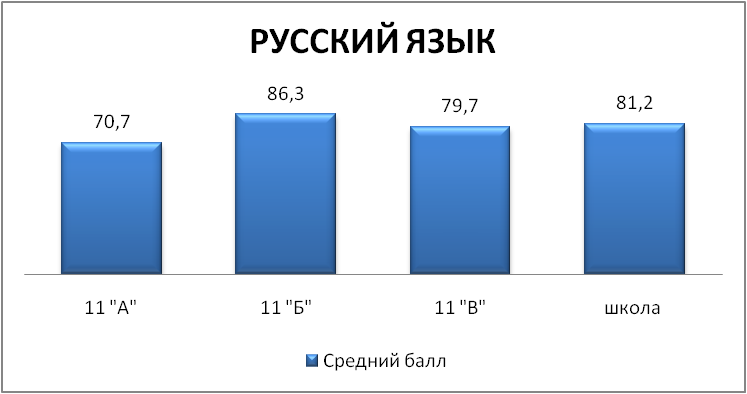 РУССКИЙ ЯЗЫК
70,7
86,3
79,7
81,2
11 "А"
11 "Б"
11 "В"
школа
Средний балл